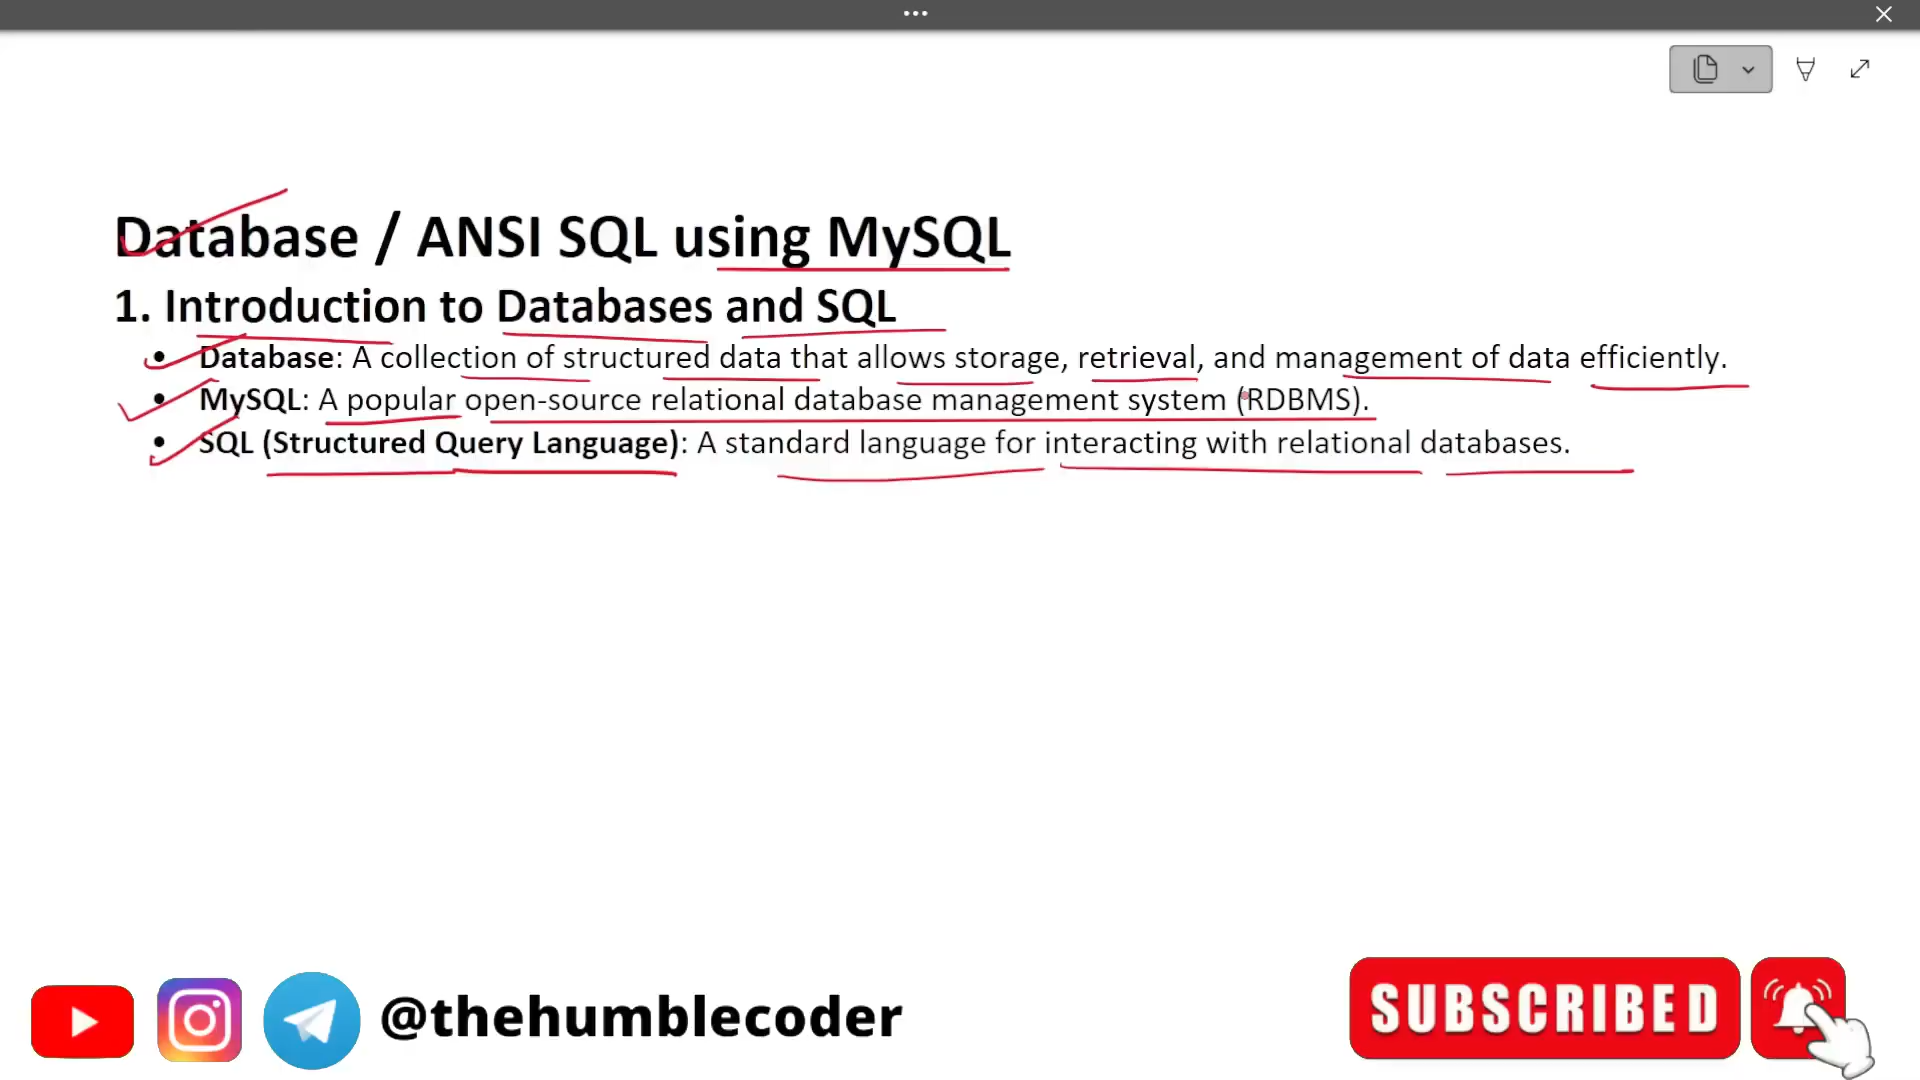 Database / ANSI SQL using MySQL
1. Introduction to Databases and SQL
• Database: A collection of structured data that allows storage, retrieval, and management of data efficiently.
• MySQL: A popular open-source relational database management system (RDBMS).
• SQL (Structured Query Language): A standard language for interacting with relational databases.
@thehumblecoder
SUBSCRIBED